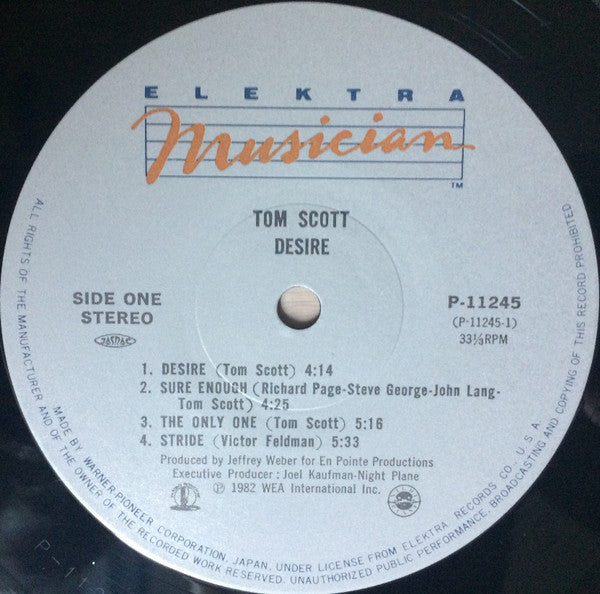 ELEKTRA
Musician
TM
TOM SCOTT
DESIRE
SIDE ONE
STEREO
JASRAC
P-11245
(P-11245-1)
33⅓RPM
1. DESIRE (Tom Scott) 4:14
2. SURE ENOUGH (Richard Page-Steve George-John Lang-
Tom Scott) 4:25
3. THE ONLY ONE (Tom Scott) 5:16
4. STRIDE (Victor Feldman) 5:33
Produced by Jeffrey Weber for En Pointe Productions
Executive Producer : Joel Kaufman-Night Plane
Ⓟ 1982 WEA International Inc.
ALL RIGHTS OF THE MANUFACTURER AND OF THE OWNER OF THE RECORDED WORK RESERVED. UNAUTHORIZED PUBLIC PERFORMANCE, BROADCASTING AND COPYING OF THIS RECORD PROHIBITED
MADE BY WARNER-PIONEER CORPORATION, JAPAN, UNDER LICENSE FROM ELEKTRA RECORDS CO., U.S.A.
P-11